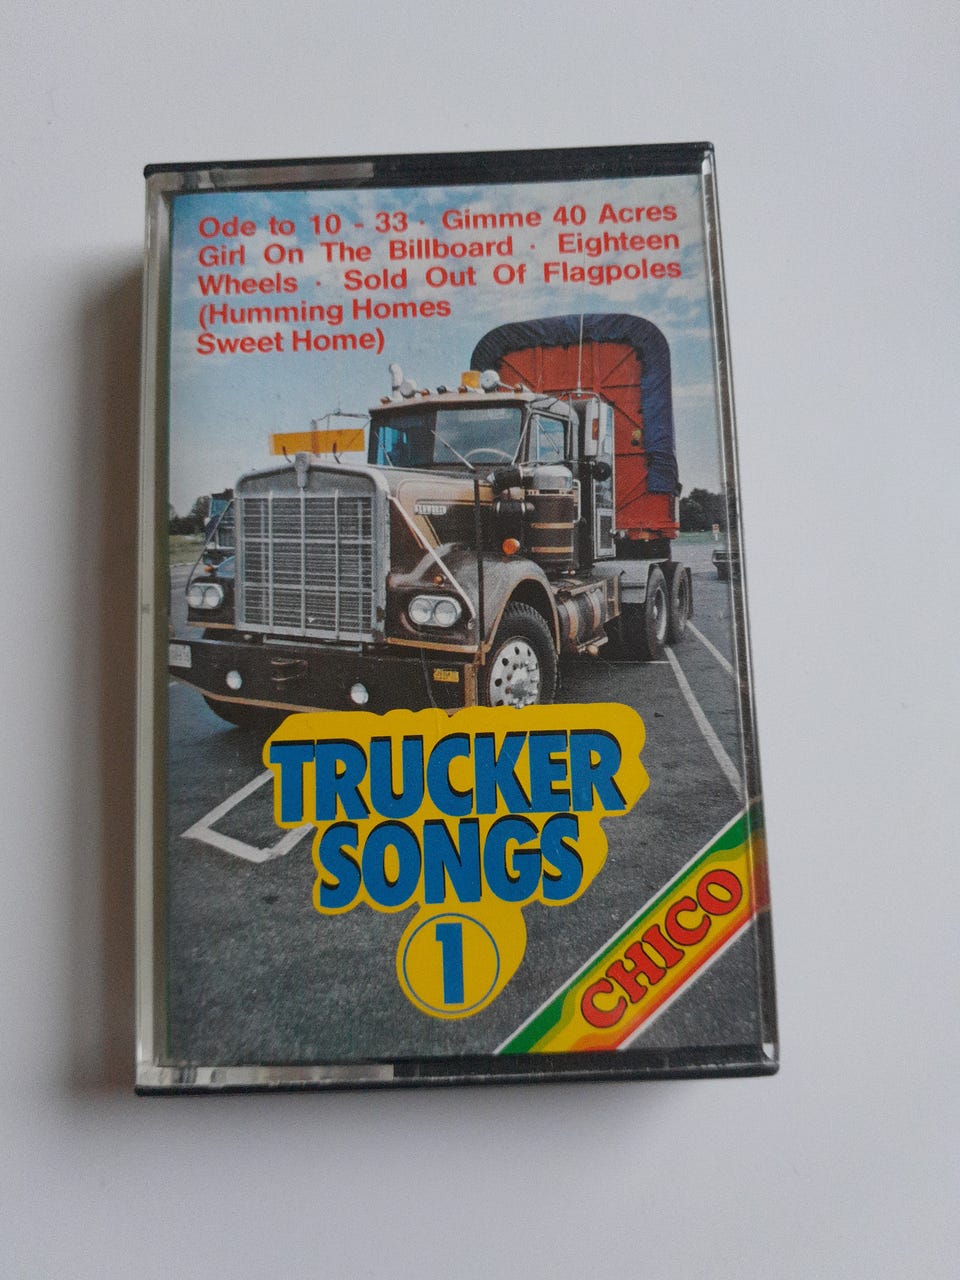 Ode to 10 - 33 · Gimme 40 Acres
Girl On The Billboard · Eighteen
Wheels · Sold Out Of Flagpoles
(Humming Homes
Sweet Home)
TRUCKER
SONGS
1
CHICO